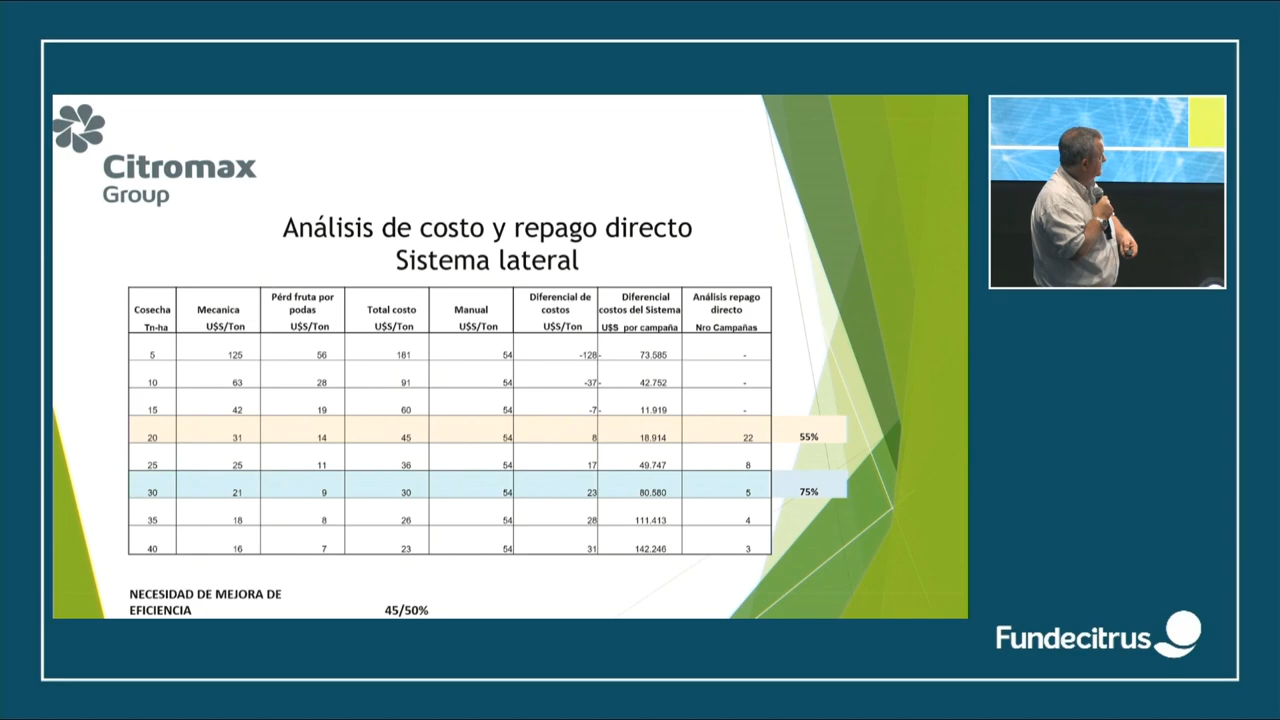 Citromax
Group
Análisis de costo y repago directo
Sistema lateral
Cosecha Mecanica Pérd fruta por podas Total costo Manual Diferencial de costos Diferencial costos del Sistema Análisis repago directo
Tn-ha U$S/Ton U$S/Ton U$S/Ton U$S/Ton U$S/Ton U$S por campaña Nro Campañas
5 125 56 181 54 -128 - 73.585 -
10 63 28 91 54 -37 - 42.752 -
15 42 19 60 54 -7 - 11.919 -
20 31 14 45 54 8 18.914 22 55%
25 25 11 36 54 17 49.747 8
30 21 9 30 54 23 80.580 5 75%
35 18 8 26 54 28 111.413 4
40 16 7 23 54 31 142.246 3
NECESIDAD DE MEJORA DE
EFICIENCIA 45/50%
Fundecitrus